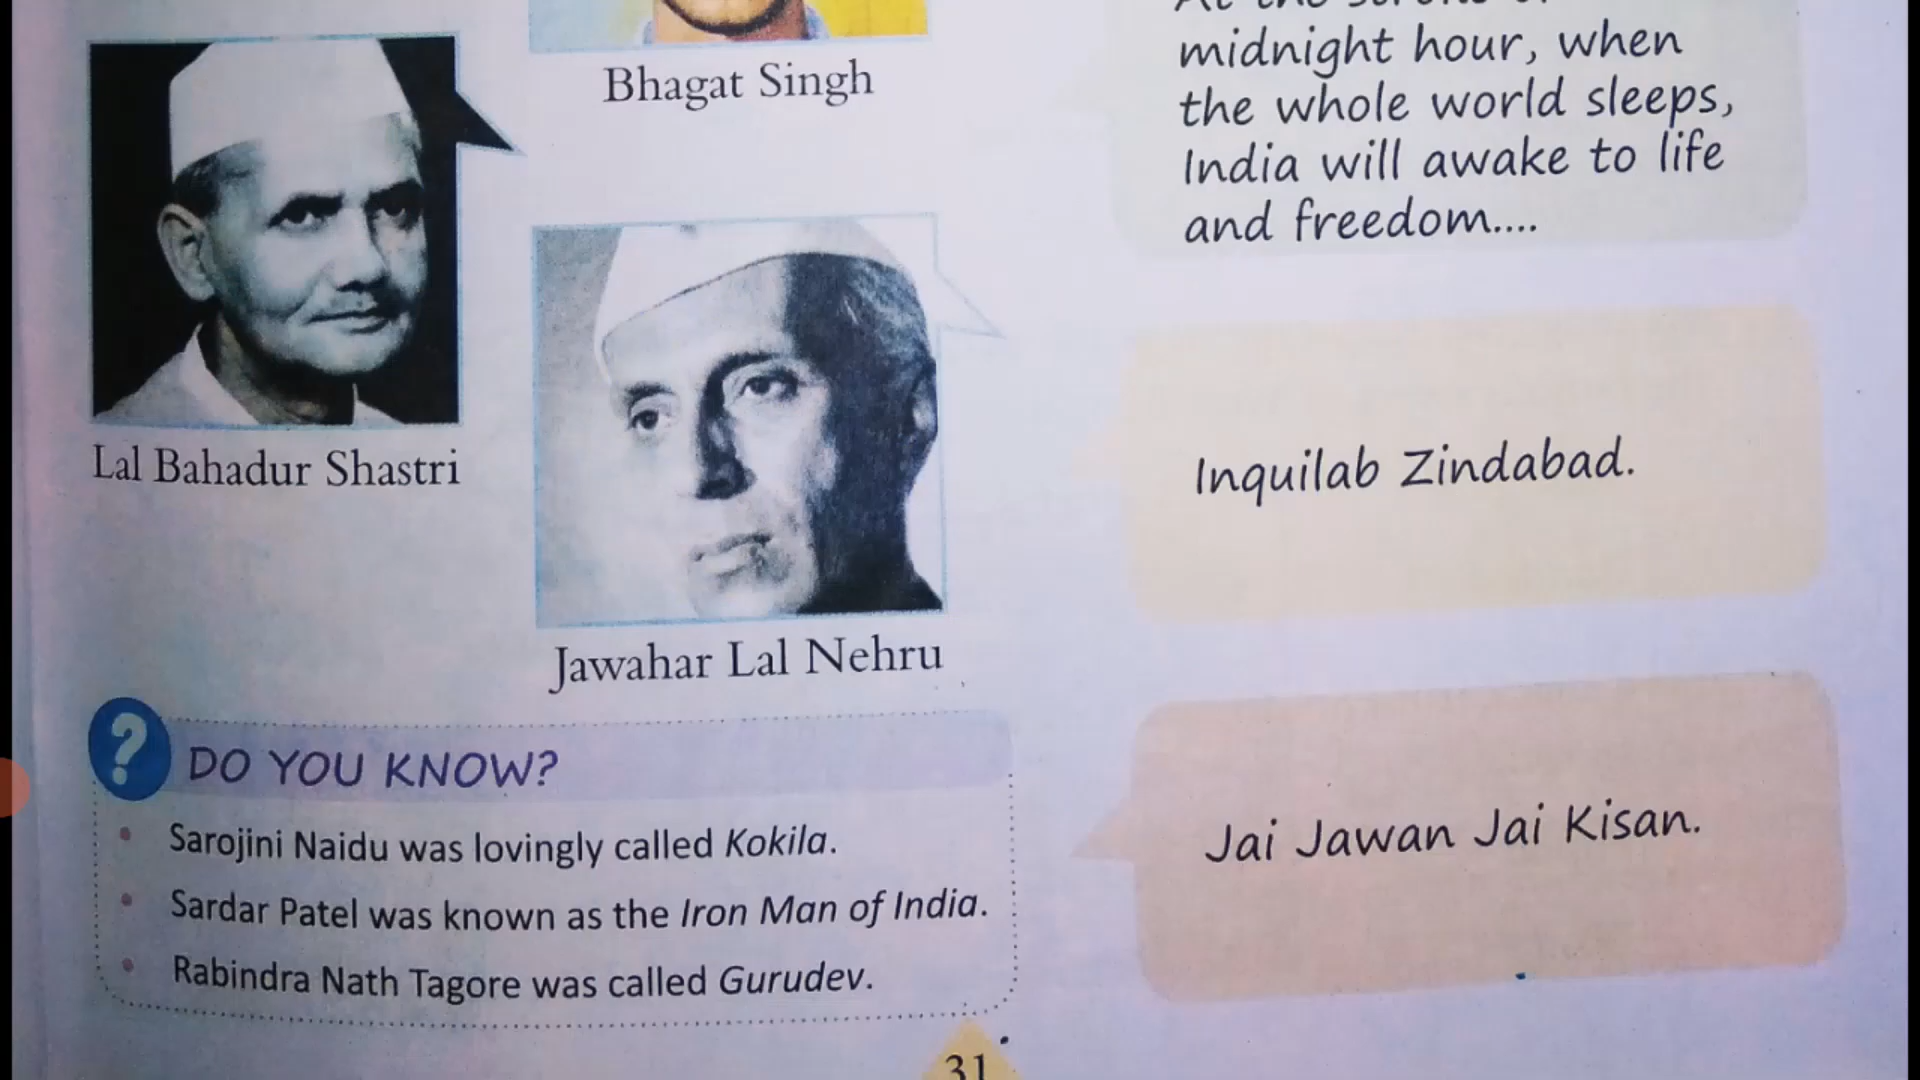 Bhagat Singh
Lal Bahadur Shastri
Jawahar Lal Nehru
midnight hour, when
the whole world sleeps,
India will awake to life
and freedom....
Inquilab Zindabad.
Jai Jawan Jai Kisan.
? DO YOU KNOW?
• Sarojini Naidu was lovingly called Kokila.
• Sardar Patel was known as the Iron Man of India.
• Rabindra Nath Tagore was called Gurudev.
31